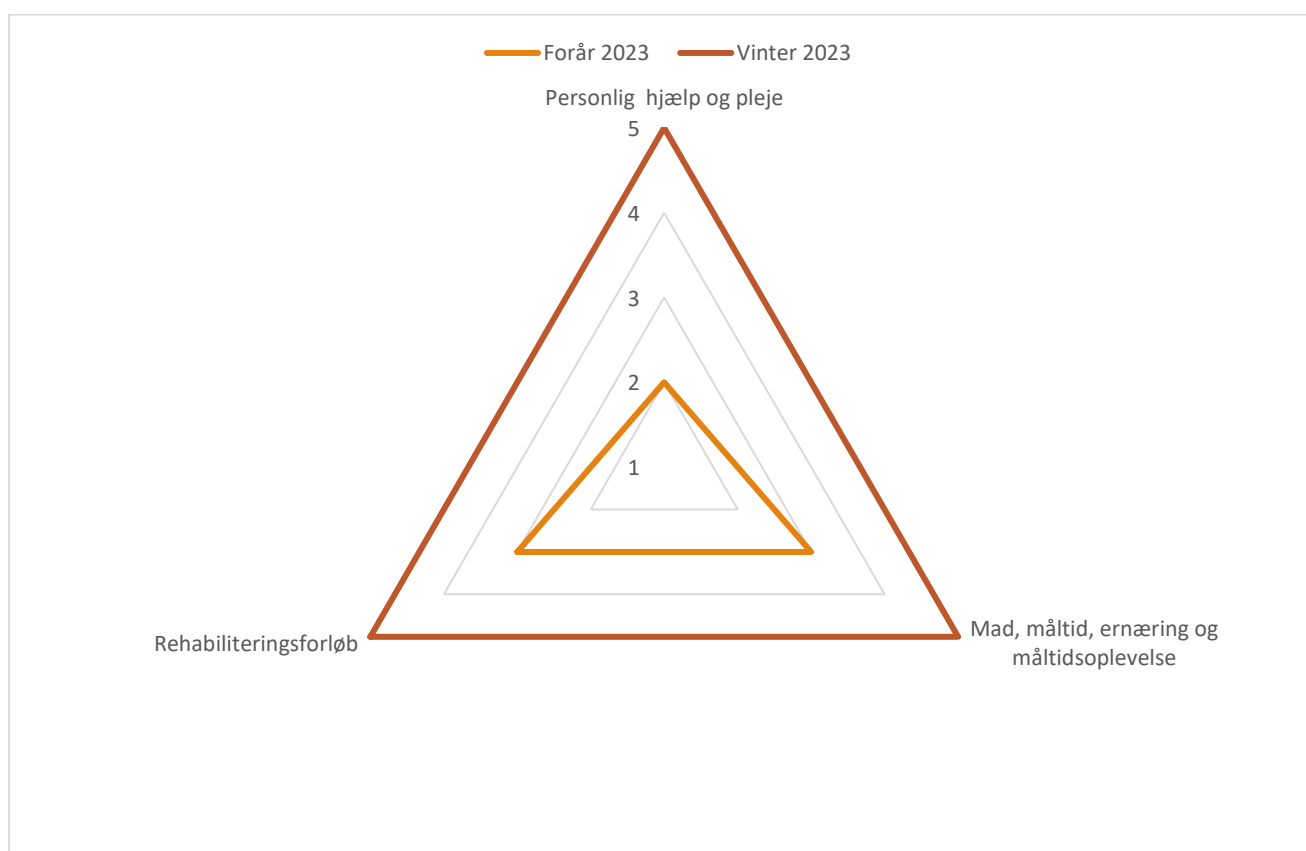 Forår 2023 Vinter 2023
Personlig hjælp og pleje
5
4
3
2
1
Rehabiliteringsforløb
Mad, måltid, ernæring og
måltidsoplevelse